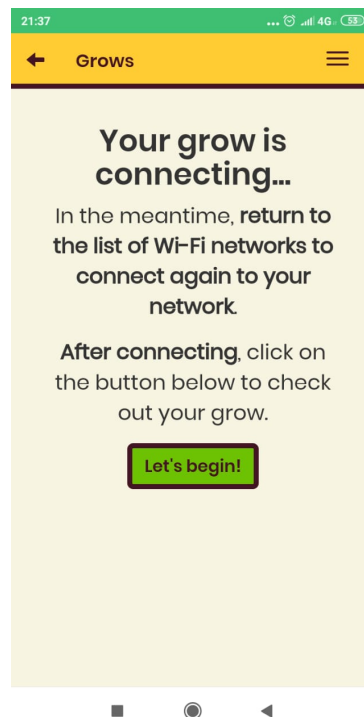 21:37 ... 4G 53
Grows
Your grow is
connecting...
In the meantime, return to
the list of Wi-Fi networks to
connect again to your
network.
After connecting, click on
the button below to check
out your grow.
Let's begin!